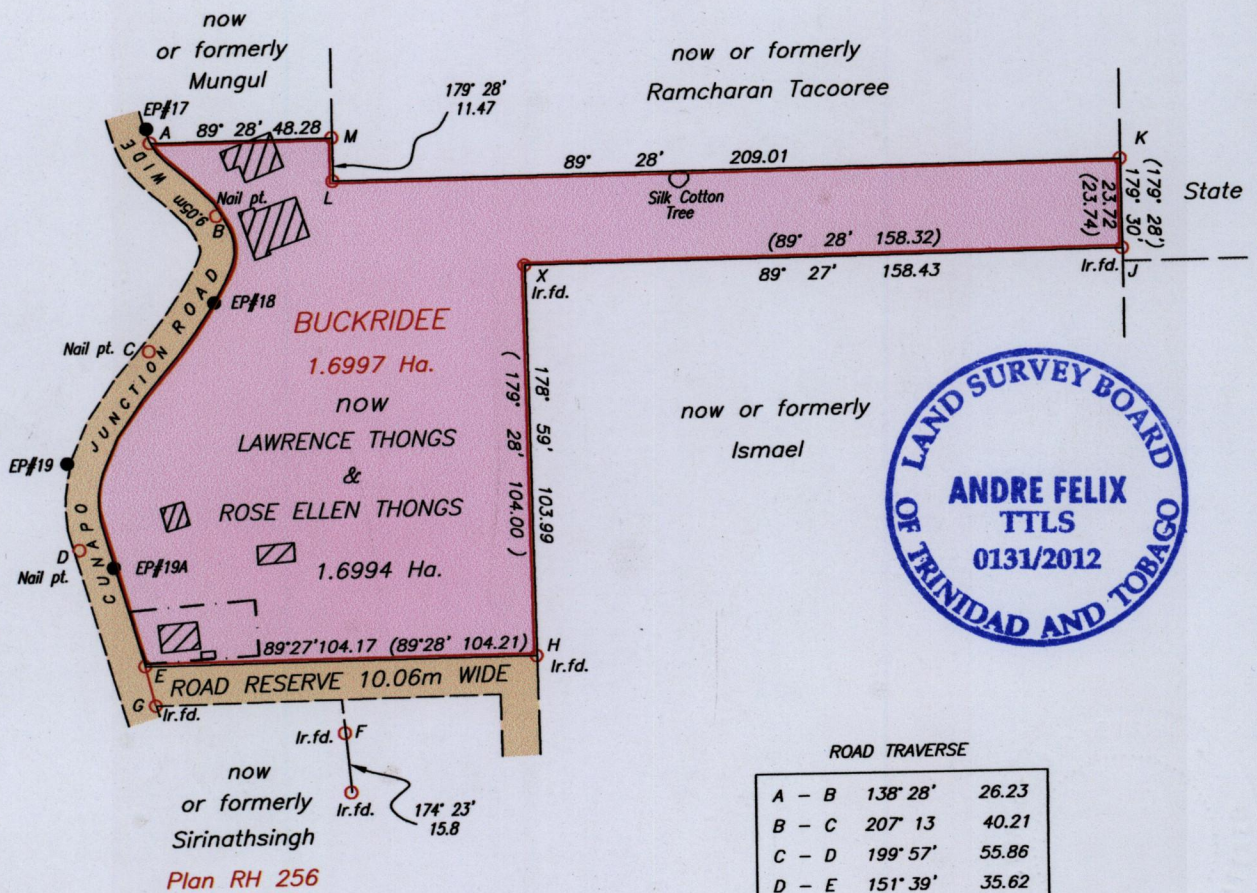 now
or formerly
Mungul
now or formerly
Ramcharan Tacooree
EP#17
A
89° 28' 48.28
M
179° 28'
11.47
K
L
89° 28' 209.01
Silk Cotton
Tree
(179° 28')
179° 30'
23.72
(23.74)
State
9.05m WIDE
Nail pt.
B
(89° 28' 158.32)
89° 27' 158.43
X
Ir.fd.
Ir.fd.
J
EP#18
BUCKRIDEE
1.6997 Ha.
now
LAWRENCE THONGS
&
ROSE ELLEN THONGS
1.6994 Ha.
Nail pt. C
CUNAPO JUNCTION ROAD
178° 59' 103.99
(179° 28' 104.00)
now or formerly
Ismael
LAND SURVEY BOARD
ANDRE FELIX
TTLS
0131/2012
OF TRINIDAD AND TOBAGO
EP#19
D
Nail pt.
EP#19A
89°27'104.17 (89°28' 104.21)
H
Ir.fd.
E
ROAD RESERVE 10.06m WIDE
G
Ir.fd.
Ir.fd.
F
Ir.fd.
174° 23'
15.8
now
or formerly
Sirinathsingh
Plan RH 256
ROAD TRAVERSE
A - B 138° 28' 26.23
B - C 207° 13 40.21
C - D 199° 57' 55.86
D - E 151° 39' 35.62